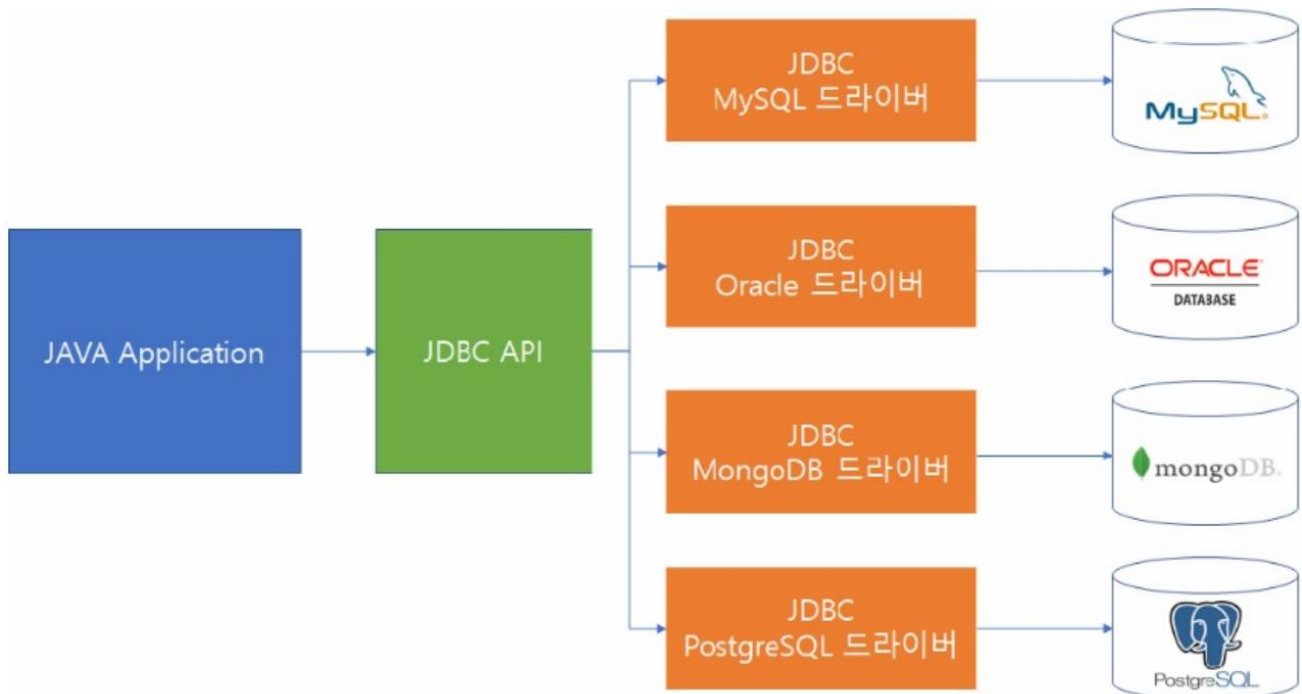 JAVA Application
JDBC API
JDBC
MySQL 드라이버
MySQL®
JDBC
Oracle 드라이버
ORACLE
DATABASE
JDBC
MongoDB 드라이버
mongoDB.
JDBC
PostgreSQL 드라이버
PostgreSQL